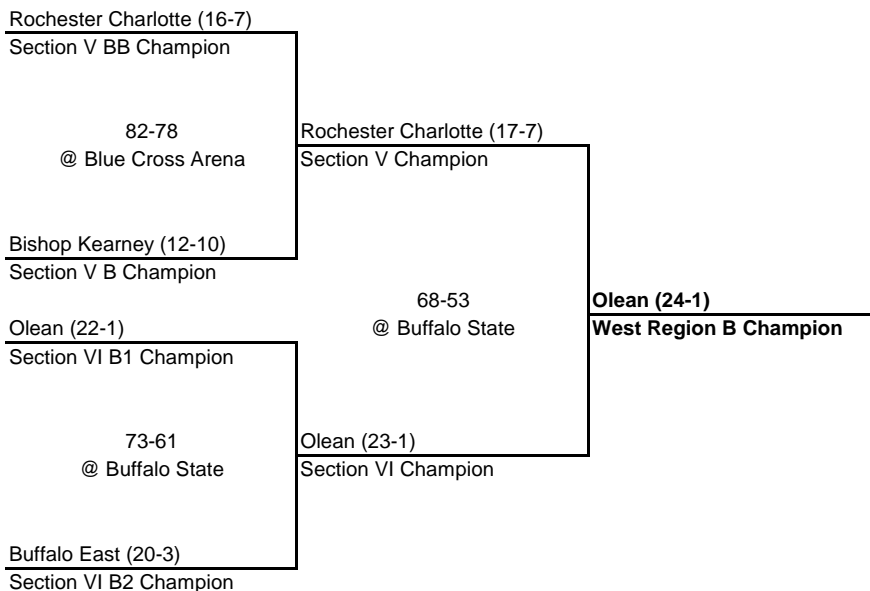 Rochester Charlotte (16-7)
Section V BB Champion
82-78
@ Blue Cross Arena
Rochester Charlotte (17-7)
Section V Champion
Bishop Kearney (12-10)
Section V B Champion
68-53
@ Buffalo State
Olean (24-1)
West Region B Champion
Olean (22-1)
Section VI B1 Champion
73-61
@ Buffalo State
Olean (23-1)
Section VI Champion
Buffalo East (20-3)
Section VI B2 Champion